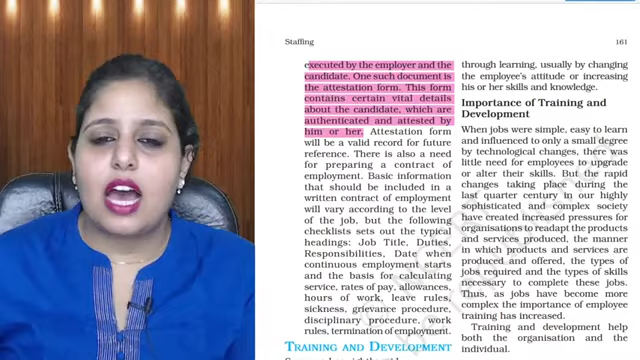 Staffing
161
executed by the employer and the
candidate. One such document is
the attestation form. This form
contains certain vital details
about the candidate, which are
authenticated and attested by
him or her. Attestation form
will be a valid record for future
reference. There is also a need
for preparing a contract of
employment. Basic information
that should be included in a
written contract of employment
will vary according to the level
of the job, but the following
checklists sets out the typical
headings: Job Title, Duties,
Responsibilities, Date when
continuous employment starts
and the basis for calculating
service, rates of pay, allowances,
hours of work, leave rules,
sickness, grievance procedure,
disciplinary procedure, work
rules, termination of employment.
Training and Development
through learning, usually by changing
the employee's attitude or increasing
his or her skills and knowledge.
Importance of Training and
Development
When jobs were simple, easy to learn
and influenced to only a small degree
by technological changes, there was
little need for employees to upgrade
or alter their skills. But the rapid
changes taking place during the
last quarter century in our highly
sophisticated and complex society
have created increased pressures for
organisations to readapt the products
and services produced, the manner
in which products and services are
produced and offered, the types of
jobs required and the types of skills
necessary to complete these jobs.
Thus, as jobs have become more
complex the importance of employee
training has increased.
Training and development help
both the organisation and the
individual.